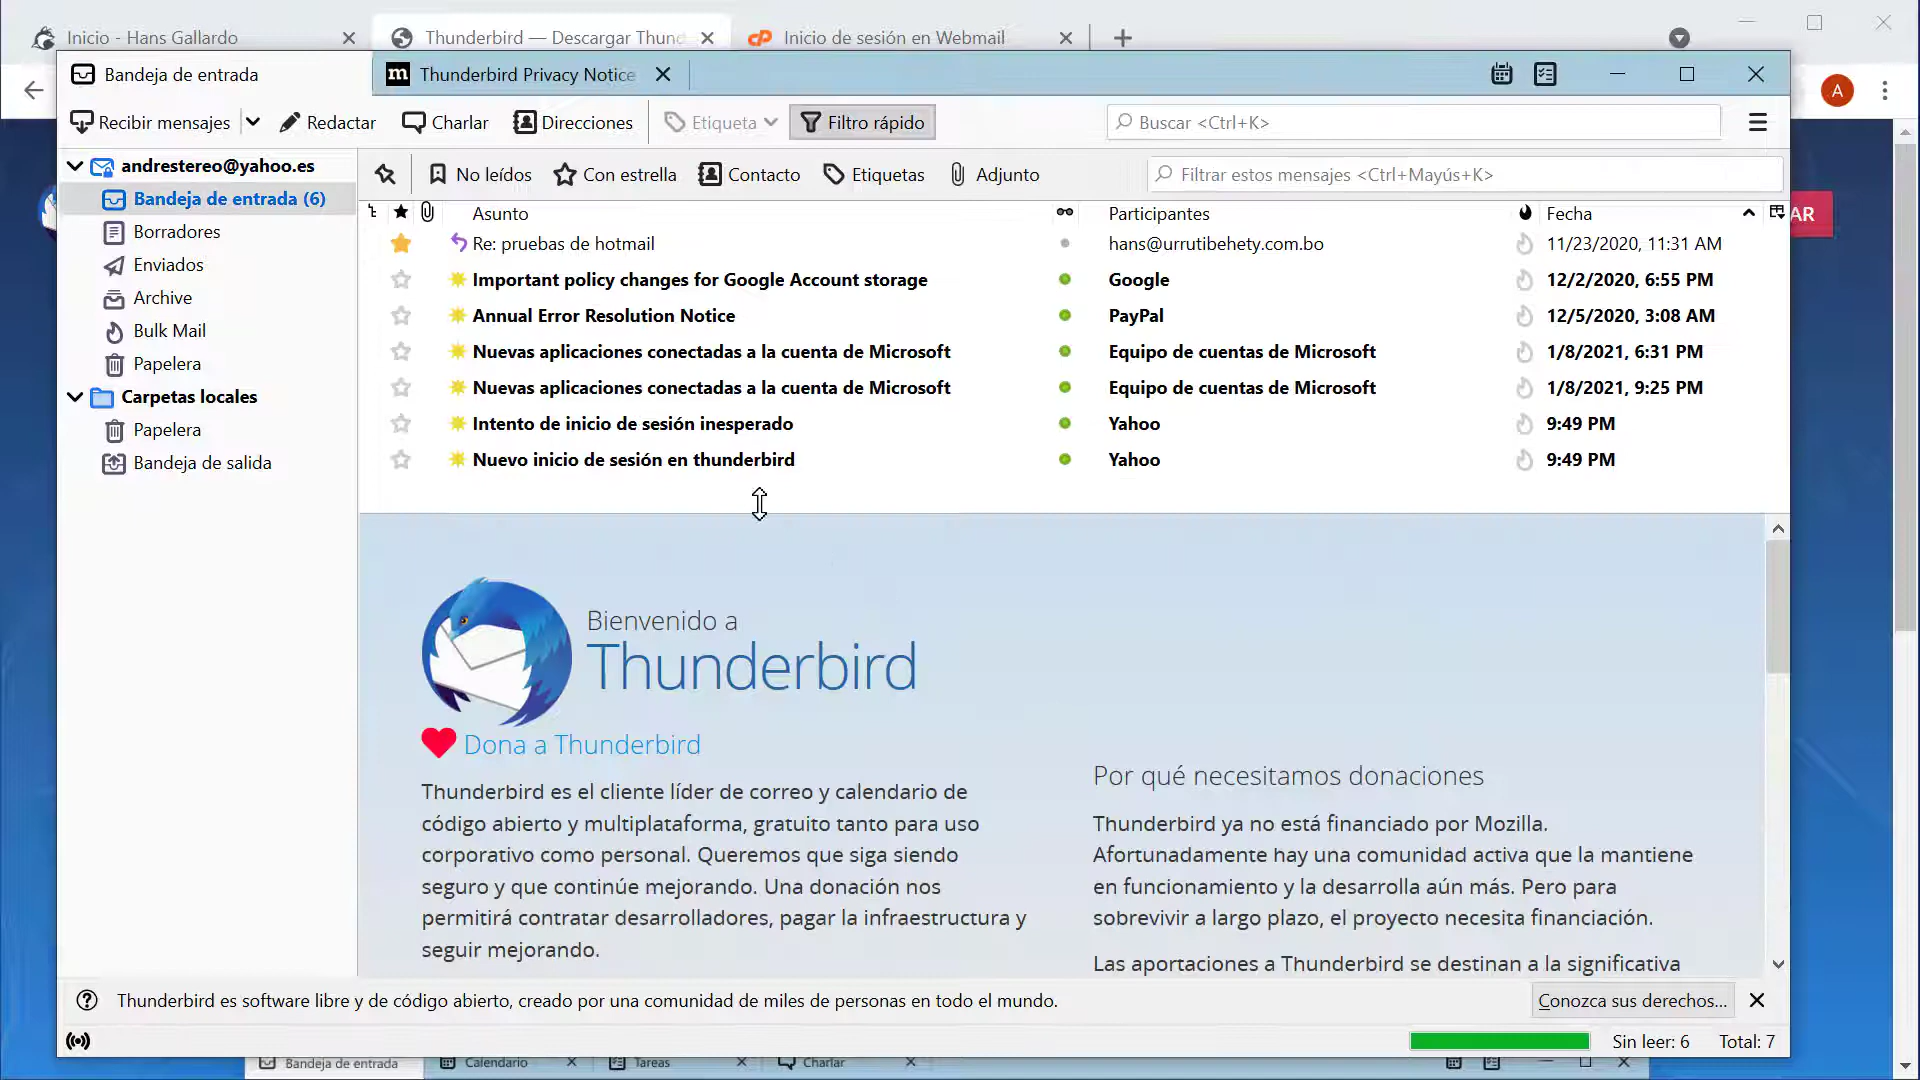 Inicio - Hans Gallardo
Thunderbird — Descargar Thund
Inicio de sesión en Webmail
Bandeja de entrada
m Thunderbird Privacy Notice
A
Recibir mensajes
Redactar
Charlar
Direcciones
Etiqueta
Filtro rápido
Buscar <Ctrl+K>
andrestereo@yahoo.es
Bandeja de entrada (6)
Borradores
Enviados
Archive
Bulk Mail
Papelera
Carpetas locales
Papelera
Bandeja de salida
No leídos
Con estrella
Contacto
Etiquetas
Adjunto
Filtrar estos mensajes <Ctrl+Mayús+K>
AR
Asunto Participantes Fecha
Re: pruebas de hotmail hans@urrutibehety.com.bo 11/23/2020, 11:31 AM
Important policy changes for Google Account storage Google 12/2/2020, 6:55 PM
Annual Error Resolution Notice PayPal 12/5/2020, 3:08 AM
Nuevas aplicaciones conectadas a la cuenta de Microsoft Equipo de cuentas de Microsoft 1/8/2021, 6:31 PM
Nuevas aplicaciones conectadas a la cuenta de Microsoft Equipo de cuentas de Microsoft 1/8/2021, 9:25 PM
Intento de inicio de sesión inesperado Yahoo 9:49 PM
Nuevo inicio de sesión en thunderbird Yahoo 9:49 PM
Bienvenido a
Thunderbird
Dona a Thunderbird
Thunderbird es el cliente líder de correo y calendario de
código abierto y multiplataforma, gratuito tanto para uso
corporativo como personal. Queremos que siga siendo
seguro y que continúe mejorando. Una donación nos
permitirá contratar desarrolladores, pagar la infraestructura y
seguir mejorando.
Por qué necesitamos donaciones
Thunderbird ya no está financiado por Mozilla.
Afortunadamente hay una comunidad activa que la mantiene
en funcionamiento y la desarrolla aún más. Pero para
sobrevivir a largo plazo, el proyecto necesita financiación.
Las aportaciones a Thunderbird se destinan a la significativa
Thunderbird es software libre y de código abierto, creado por una comunidad de miles de personas en todo el mundo.
Conozca sus derechos...
Sin leer: 6 Total: 7
Bandeja de entrada
Calendario
Tareas
Charlar